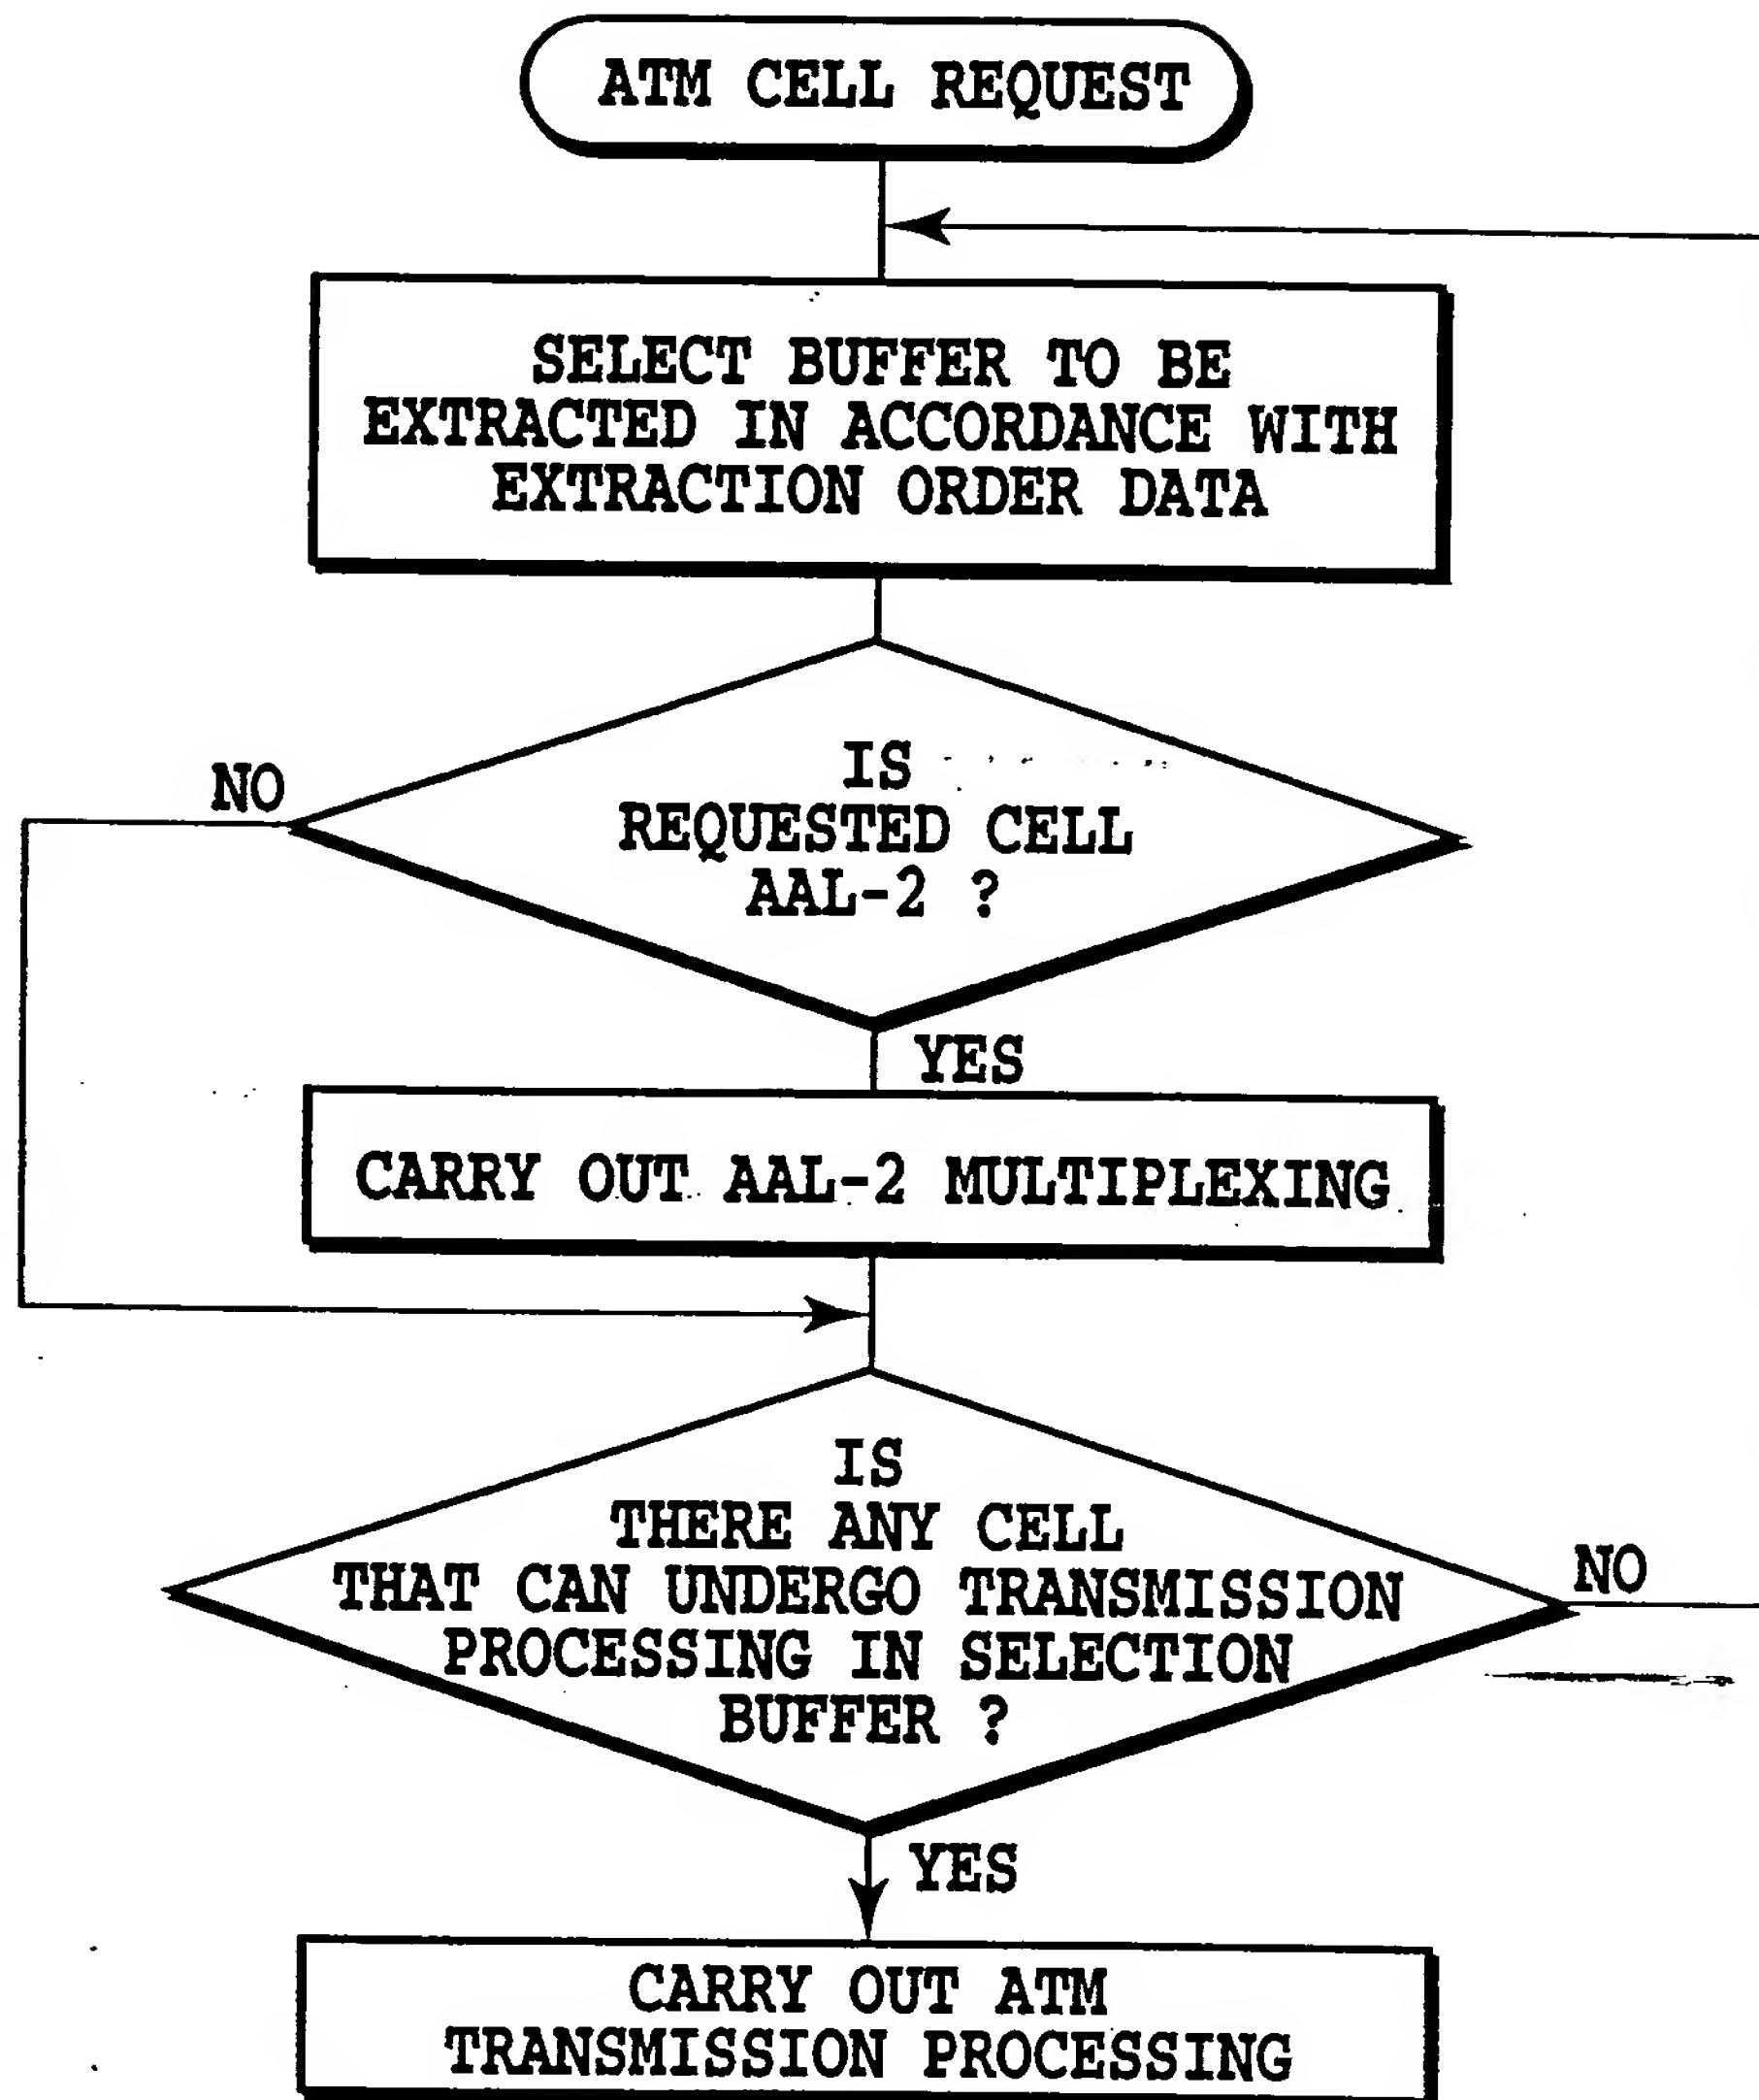 ATM CELL REQUEST
SELECT BUFFER TO BE
EXTRACTED IN ACCORDANCE WITH
EXTRACTION ORDER DATA
IS
REQUESTED CELL
AAL-2 ?
NO
YES
CARRY OUT AAL-2 MULTIPLEXING
IS
THERE ANY CELL
THAT CAN UNDERGO TRANSMISSION
PROCESSING IN SELECTION
BUFFER ?
NO
YES
CARRY OUT ATM
TRANSMISSION PROCESSING